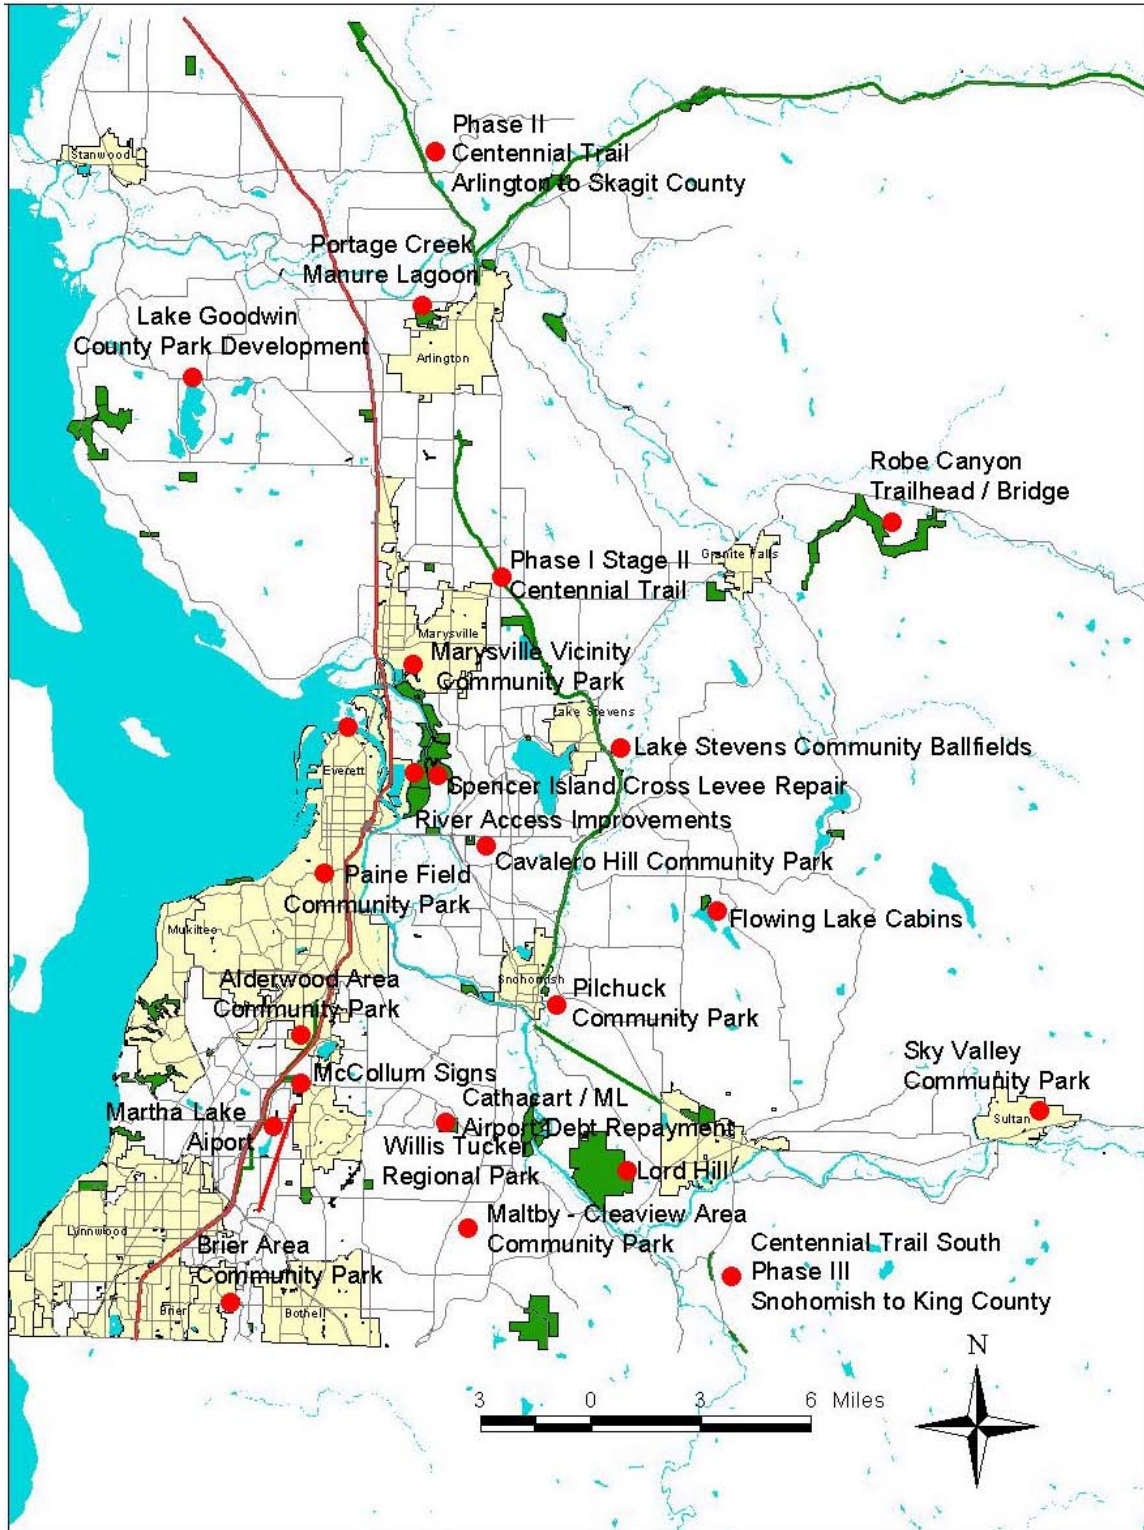 Phase II
Centennial Trail
Arlington to Skagit County
Stanwood
Portage Creek
Manure Lagoon
Lake Goodwin
County Park Development
Arlington
Robe Canyon
Trailhead / Bridge
Granite Falls
Phase I Stage II
Centennial Trail
Marysville
Marysville Vicinity
Community Park
Lake Stevens
Lake Stevens Community Ballfields
Everett
Spencer Island Cross Levee Repair
River Access Improvements
Cavalero Hill Community Park
Paine Field
Community Park
Flowing Lake Cabins
Mukilteo
Alderwood Area
Community Park
Snohomish
Pilchuck
Community Park
Sky Valley
Community Park
Sultan
McCollum Signs
Martha Lake
Aiport
Cathacart / ML
Airport Debt Repayment
Willis Tucker
Regional Park
Lord Hill
Maltby - Cleaview Area
Community Park
Lynnwood
Brier Area
Community Park
Brier
Bothell
Centennial Trail South
Phase III
Snohomish to King County
N
3 0 3 6 Miles